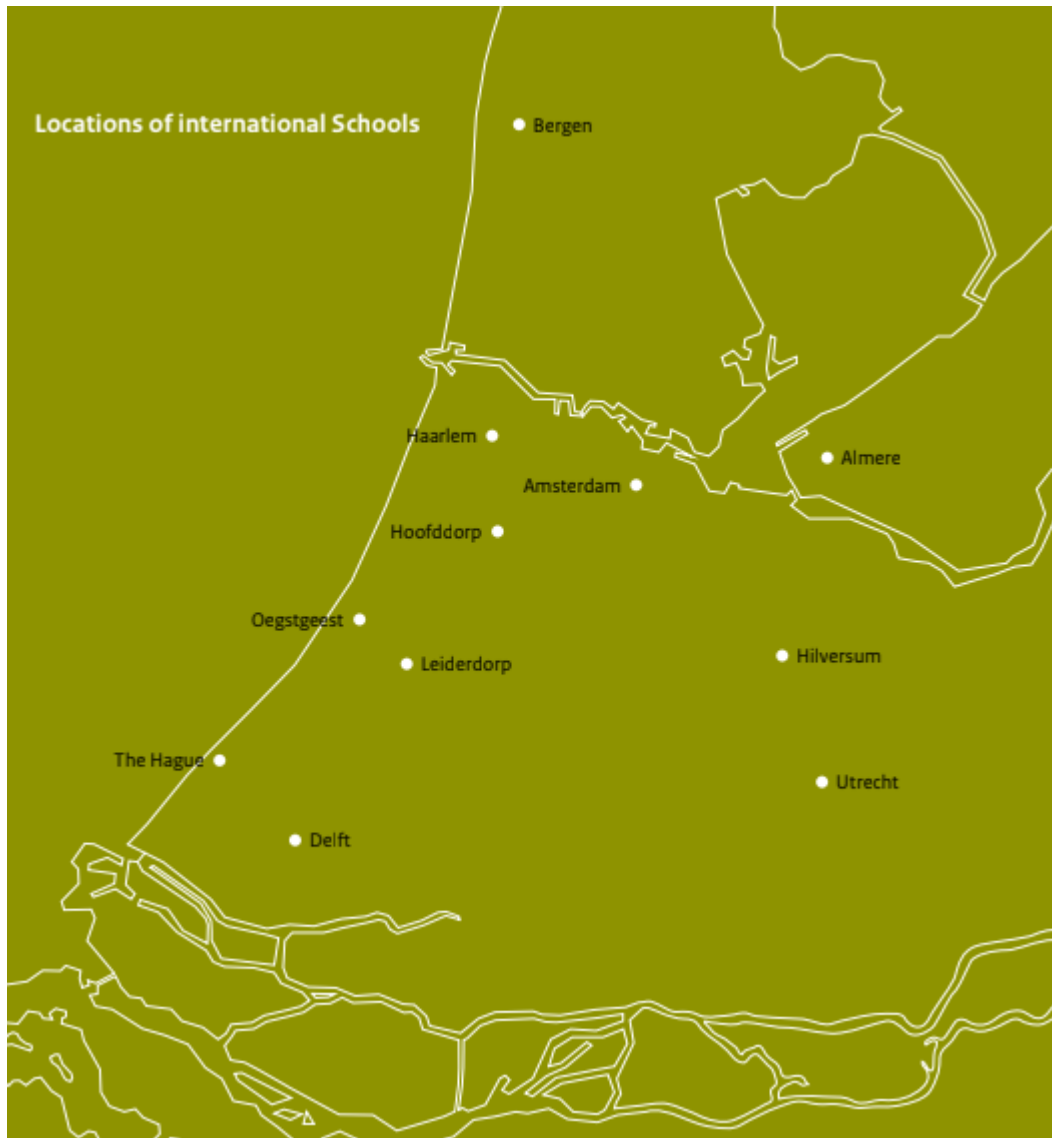 Locations of international Schools
Bergen
Haarlem
Almere
Amsterdam
Hoofddorp
Oegstgeest
Hilversum
Leiderdorp
The Hague
Utrecht
Delft